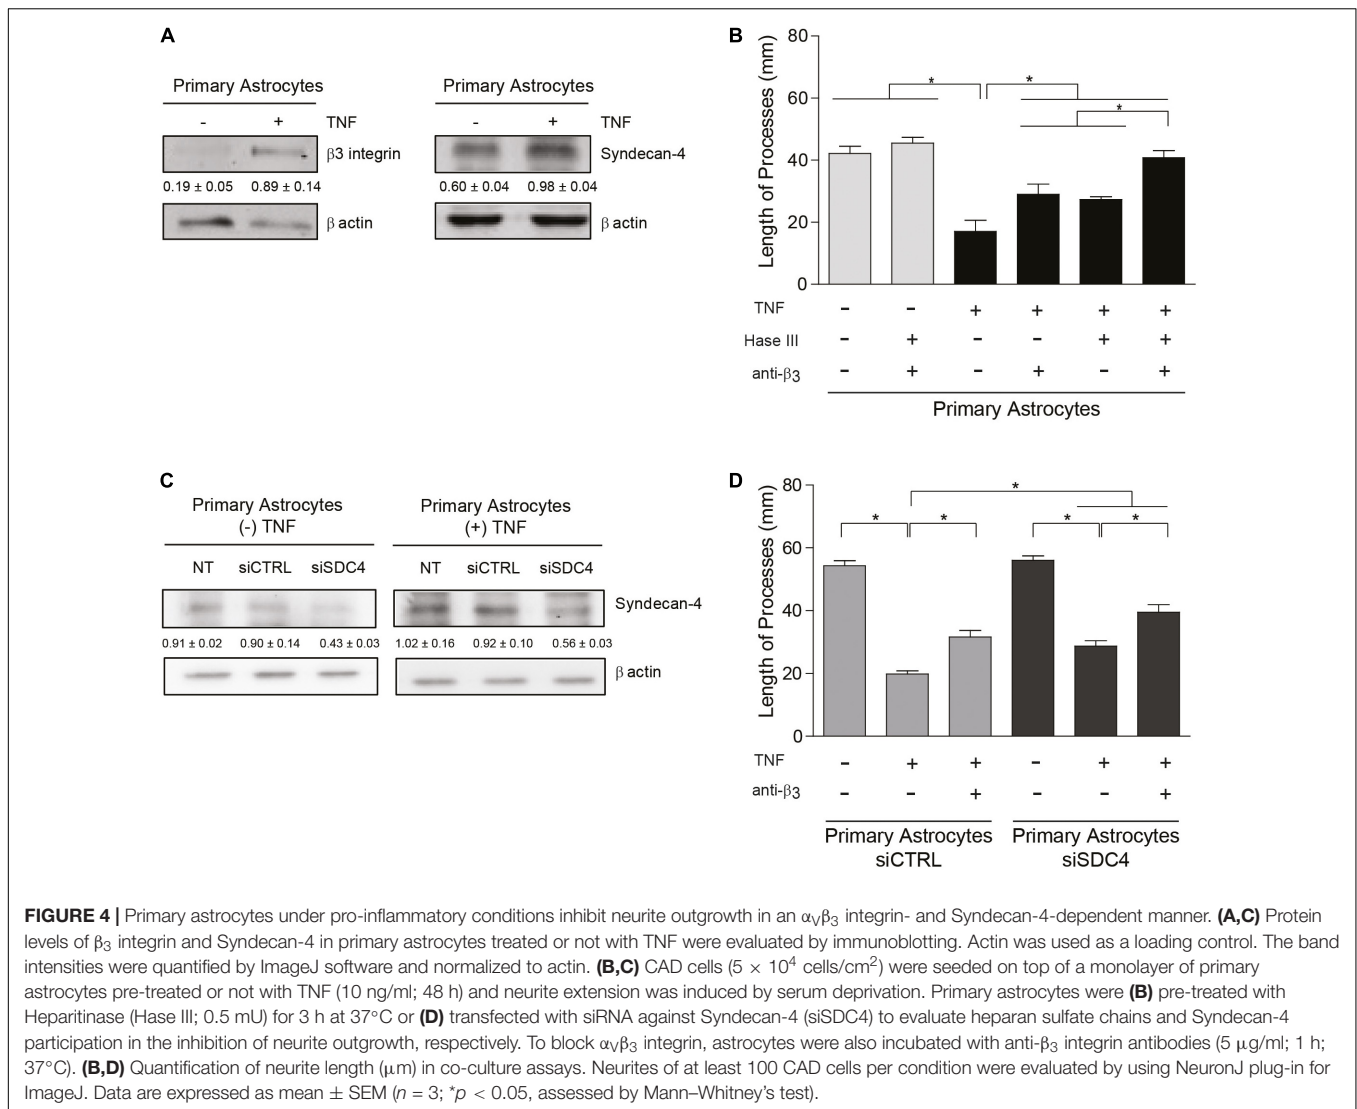 A
Primary Astrocytes
- + TNF
β3 integrin
0.19 ± 0.05 0.89 ± 0.14
β actin
Primary Astrocytes
- + TNF
Syndecan-4
0.60 ± 0.04 0.98 ± 0.04
β actin
B
Length of Processes (mm)
80
60
40
20
0
* * *
TNF - - + + + +
Hase III - + - - + +
anti-β3 - + - + - +
Primary Astrocytes
C
Primary Astrocytes
(-) TNF
NT siCTRL siSDC4
0.91 ± 0.02 0.90 ± 0.14 0.43 ± 0.03
Primary Astrocytes
(+) TNF
NT siCTRL siSDC4
Syndecan-4
1.02 ± 0.16 0.92 ± 0.10 0.56 ± 0.03
β actin
D
Length of Processes (mm)
80
60
40
20
0
*
* * * *
TNF - + + - + +
anti-β3 - - + - - +
Primary Astrocytes
siCTRL
Primary Astrocytes
siSDC4
FIGURE 4 | Primary astrocytes under pro-inflammatory conditions inhibit neurite outgrowth in an αVβ3 integrin- and Syndecan-4-dependent manner. (A,C) Protein
levels of β3 integrin and Syndecan-4 in primary astrocytes treated or not with TNF were evaluated by immunoblotting. Actin was used as a loading control. The band
intensities were quantified by ImageJ software and normalized to actin. (B,C) CAD cells (5 × 10⁴ cells/cm²) were seeded on top of a monolayer of primary
astrocytes pre-treated or not with TNF (10 ng/ml; 48 h) and neurite extension was induced by serum deprivation. Primary astrocytes were (B) pre-treated with
Heparitinase (Hase III; 0.5 mU) for 3 h at 37°C or (D) transfected with siRNA against Syndecan-4 (siSDC4) to evaluate heparan sulfate chains and Syndecan-4
participation in the inhibition of neurite outgrowth, respectively. To block αVβ3 integrin, astrocytes were also incubated with anti-β3 integrin antibodies (5 μg/ml; 1 h;
37°C). (B,D) Quantification of neurite length (μm) in co-culture assays. Neurites of at least 100 CAD cells per condition were evaluated by using NeuronJ plug-in for
ImageJ. Data are expressed as mean ± SEM (n = 3; *p < 0.05, assessed by Mann–Whitney's test).